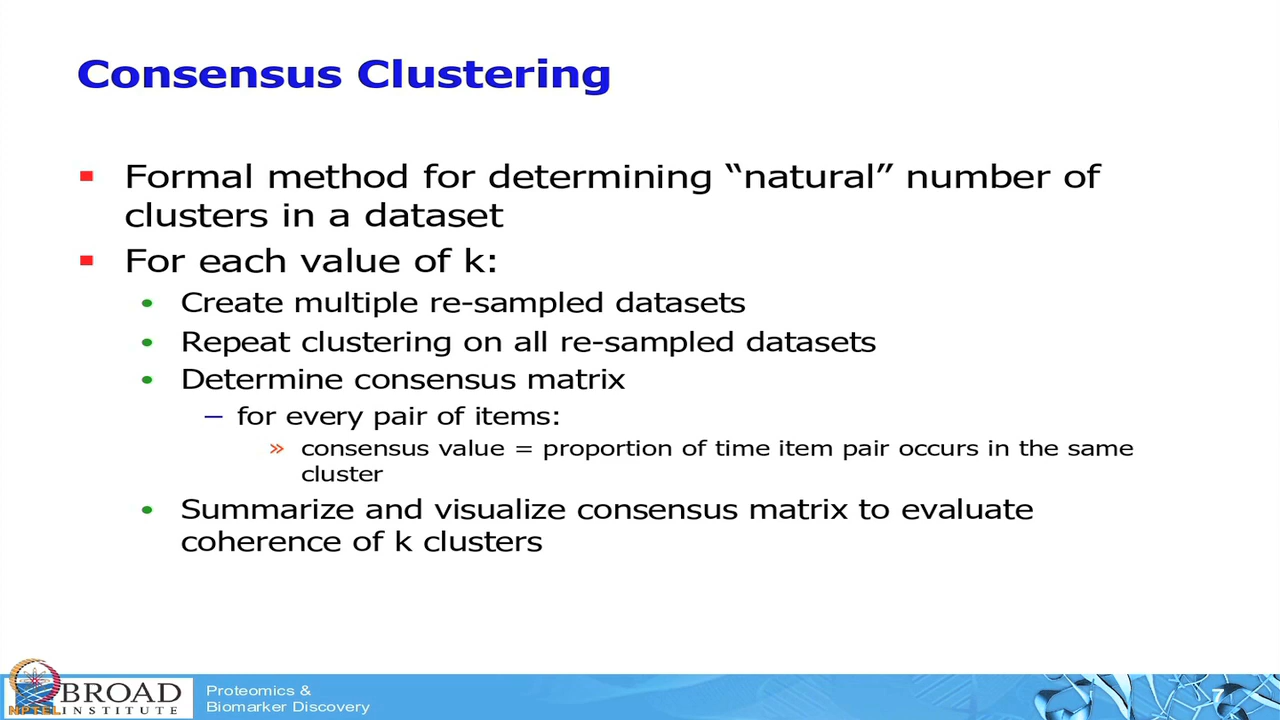 Consensus Clustering
Formal method for determining “natural” number of
clusters in a dataset
For each value of k:
Create multiple re-sampled datasets
Repeat clustering on all re-sampled datasets
Determine consensus matrix
– for every pair of items:
» consensus value = proportion of time item pair occurs in the same
cluster
Summarize and visualize consensus matrix to evaluate
coherence of k clusters
BROAD
INSTITUTE
NPTEL
Proteomics &
Biomarker Discovery
7